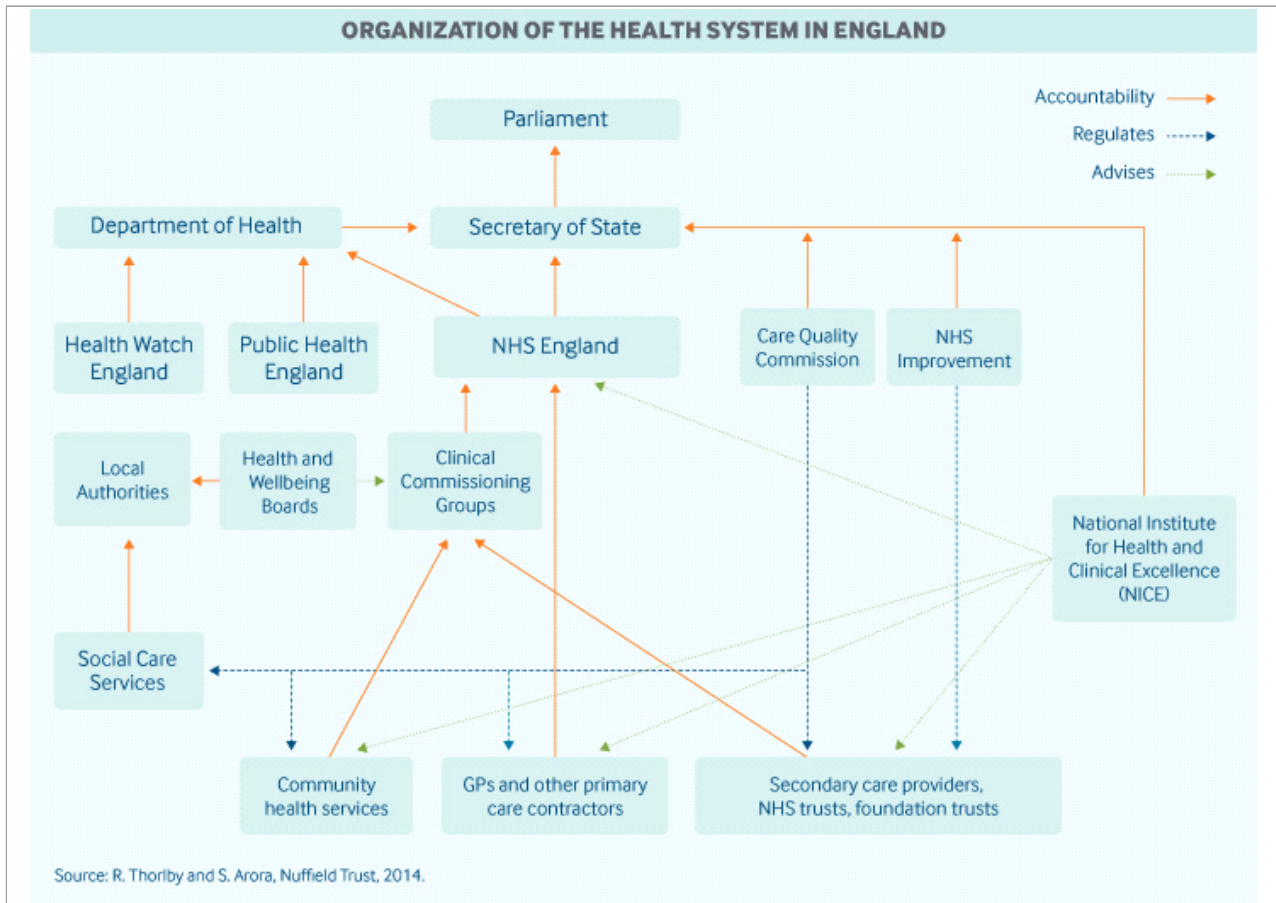 ORGANIZATION OF THE HEALTH SYSTEM IN ENGLAND
Accountability
Regulates
Advises
Parliament
Department of Health
Secretary of State
Health Watch
England
Public Health
England
NHS England
Care Quality
Commission
NHS
Improvement
Local
Authorities
Health and
Wellbeing
Boards
Clinical
Commissioning
Groups
National Institute
for Health and
Clinical Excellence
(NICE)
Social Care
Services
Community
health services
GPs and other primary
care contractors
Secondary care providers,
NHS trusts, foundation trusts
Source: R. Thorlby and S. Arora, Nuffield Trust, 2014.